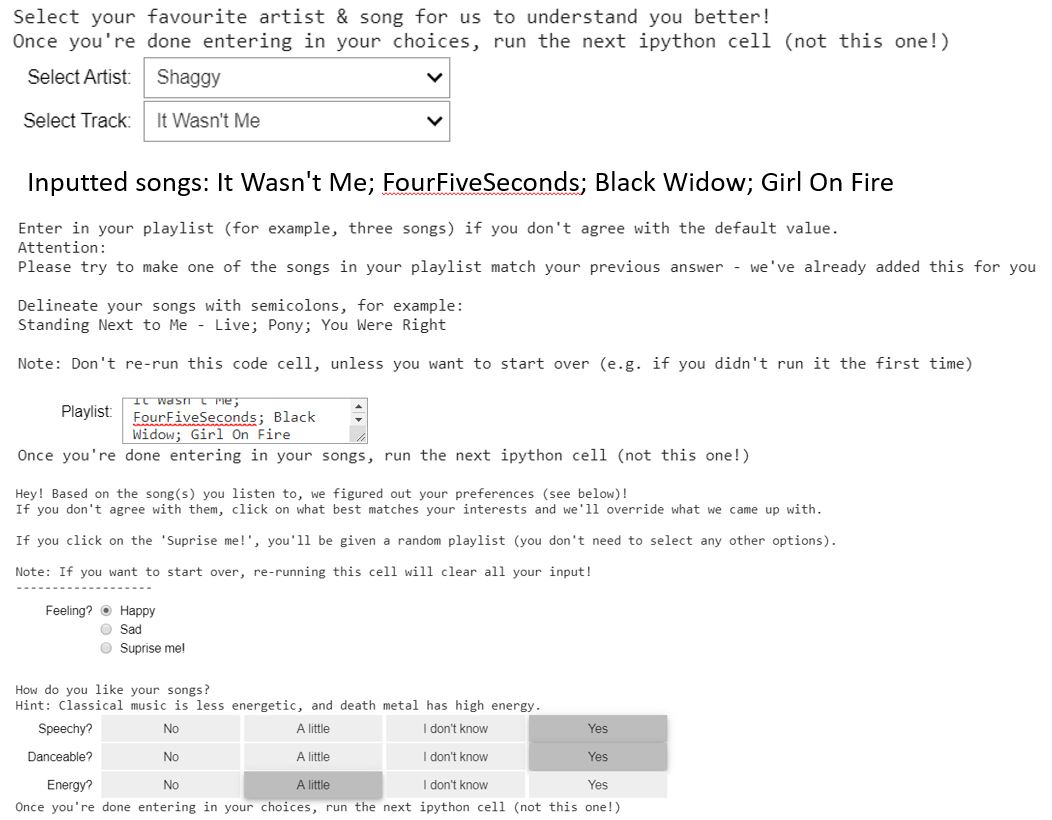 Select your favourite artist & song for us to understand you better!
Once you're done entering in your choices, run the next ipython cell (not this one!)
Select Artist: Shaggy
Select Track: It Wasn't Me
Inputted songs: It Wasn't Me; FourFiveSeconds; Black Widow; Girl On Fire
Enter in your playlist (for example, three songs) if you don't agree with the default value.
Attention:
Please try to make one of the songs in your playlist match your previous answer - we've already added this for you
Delineate your songs with semicolons, for example:
Standing Next to Me - Live; Pony; You Were Right
Note: Don't re-run this code cell, unless you want to start over (e.g. if you didn't run it the first time)
It Wasn't Me;
Playlist: FourFiveSeconds; Black
Widow; Girl On Fire
Once you're done entering in your songs, run the next ipython cell (not this one!)
Hey! Based on the song(s) you listen to, we figured out your preferences (see below)!
If you don't agree with them, click on what best matches your interests and we'll override what we came up with.
If you click on the 'Suprise me!', you'll be given a random playlist (you don't need to select any other options).
Note: If you want to start over, re-running this cell will clear all your input!
-------------------
Feeling? Happy
Sad
Suprise me!
How do you like your songs?
Hint: Classical music is less energetic, and death metal has high energy.
Speechy? No A little I don't know Yes
Danceable? No A little I don't know Yes
Energy? No A little I don't know Yes
Once you're done entering in your choices, run the next ipython cell (not this one!)